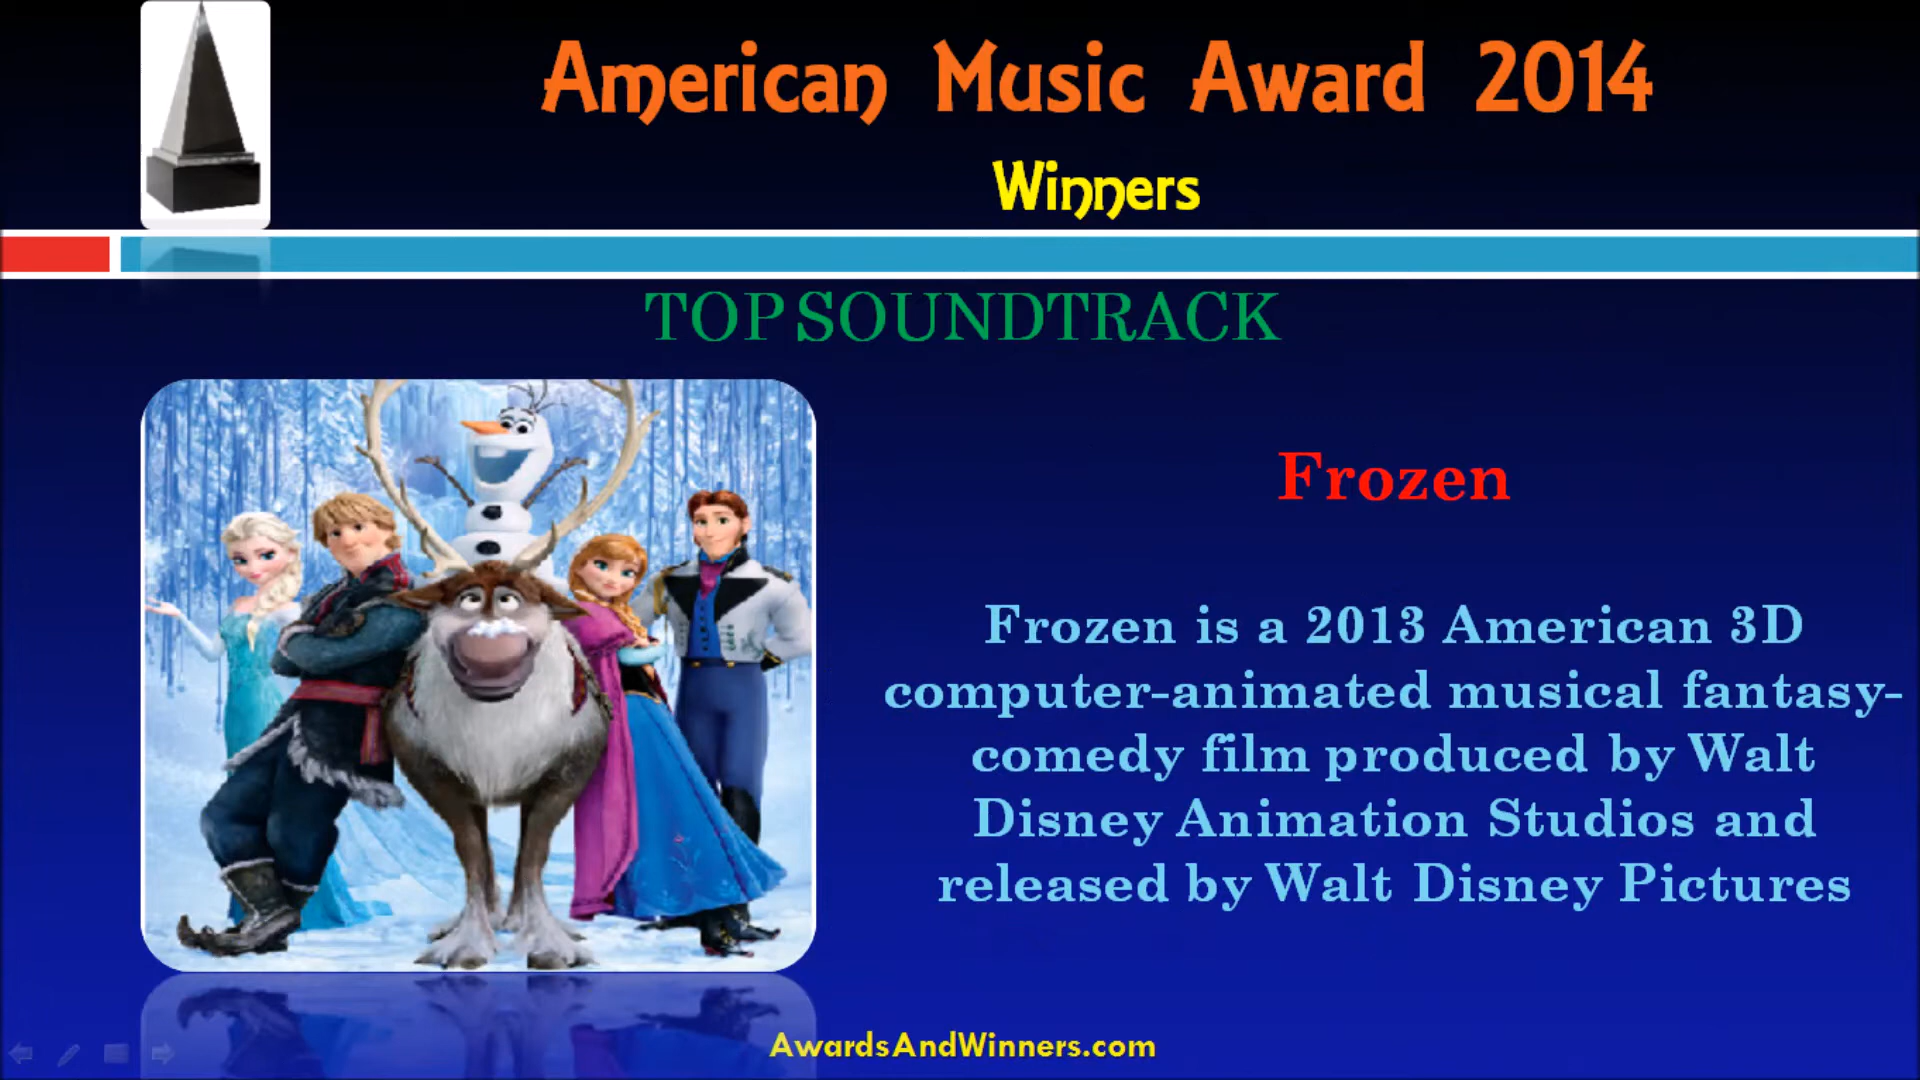 American Music Award 2014
Winners
TOP SOUNDTRACK
Frozen
Frozen is a 2013 American 3D
computer-animated musical fantasy-
comedy film produced by Walt
Disney Animation Studios and
released by Walt Disney Pictures
AwardsAndWinners.com